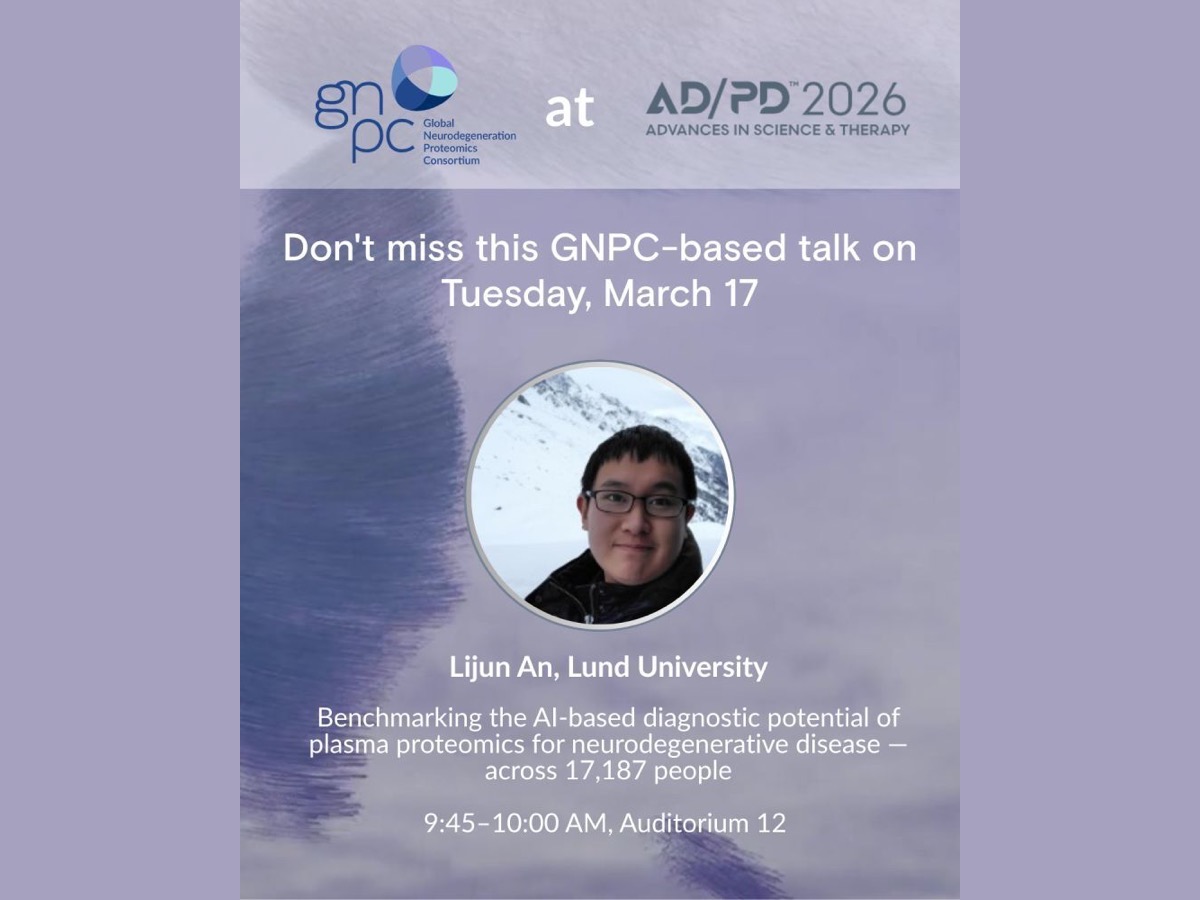 gn
pc
Global
Neurodegeneration
Proteomics
Consortium
at
AD/PD™ 2026
ADVANCES IN SCIENCE & THERAPY
Don't miss this GNPC-based talk on
Tuesday, March 17
Lijun An, Lund University
Benchmarking the AI-based diagnostic potential of
plasma proteomics for neurodegenerative disease —
across 17,187 people
9:45–10:00 AM, Auditorium 12